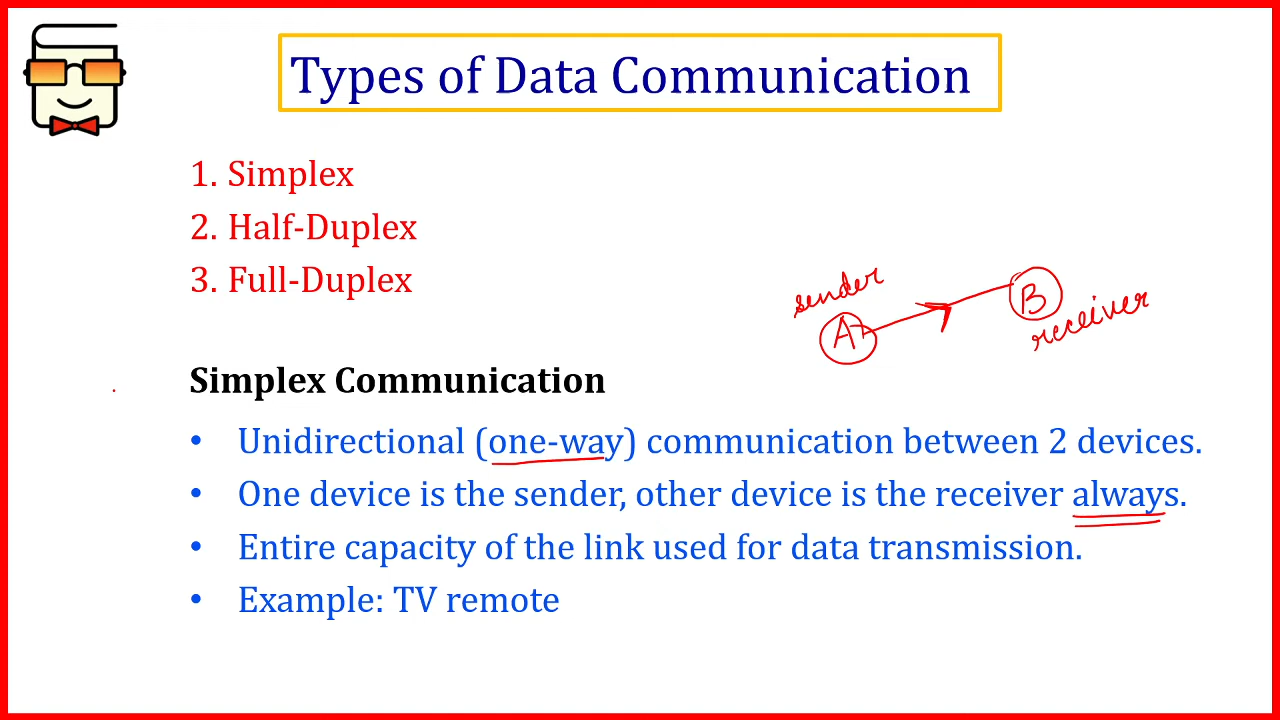 Types of Data Communication
1. Simplex
2. Half-Duplex
3. Full-Duplex
sender
A
B
receiver
Simplex Communication
• Unidirectional (one-way) communication between 2 devices.
• One device is the sender, other device is the receiver always.
• Entire capacity of the link used for data transmission.
• Example: TV remote